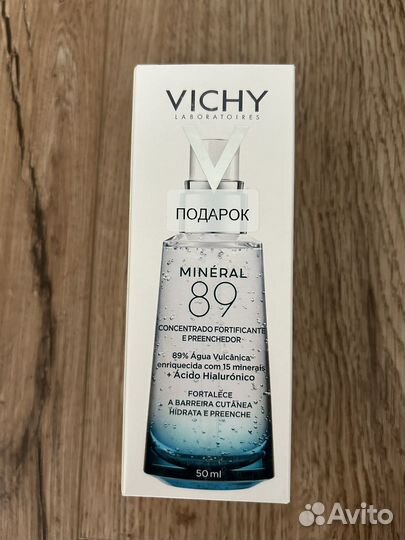 VICHY
LABORATOIRES
ПОДАРОК
MINÉRAL
89
CONCENTRADO FORTIFICANTE
E PREENCHEDOR
89% Água Vulcânica
enriquecida com 15 minerais
+ Ácido Hialurónico
FORTALECE
A BARREIRA CUTÂNEA
HIDRATA E PREENCHE
50 ml
Avito